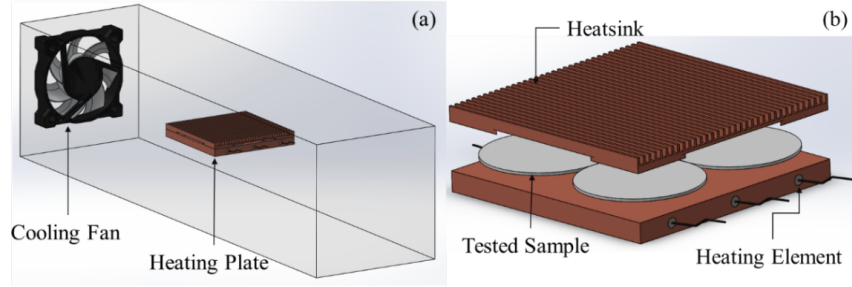 (a)
Cooling Fan
Heating Plate
(b)
Heatsink
Tested Sample
Heating Element